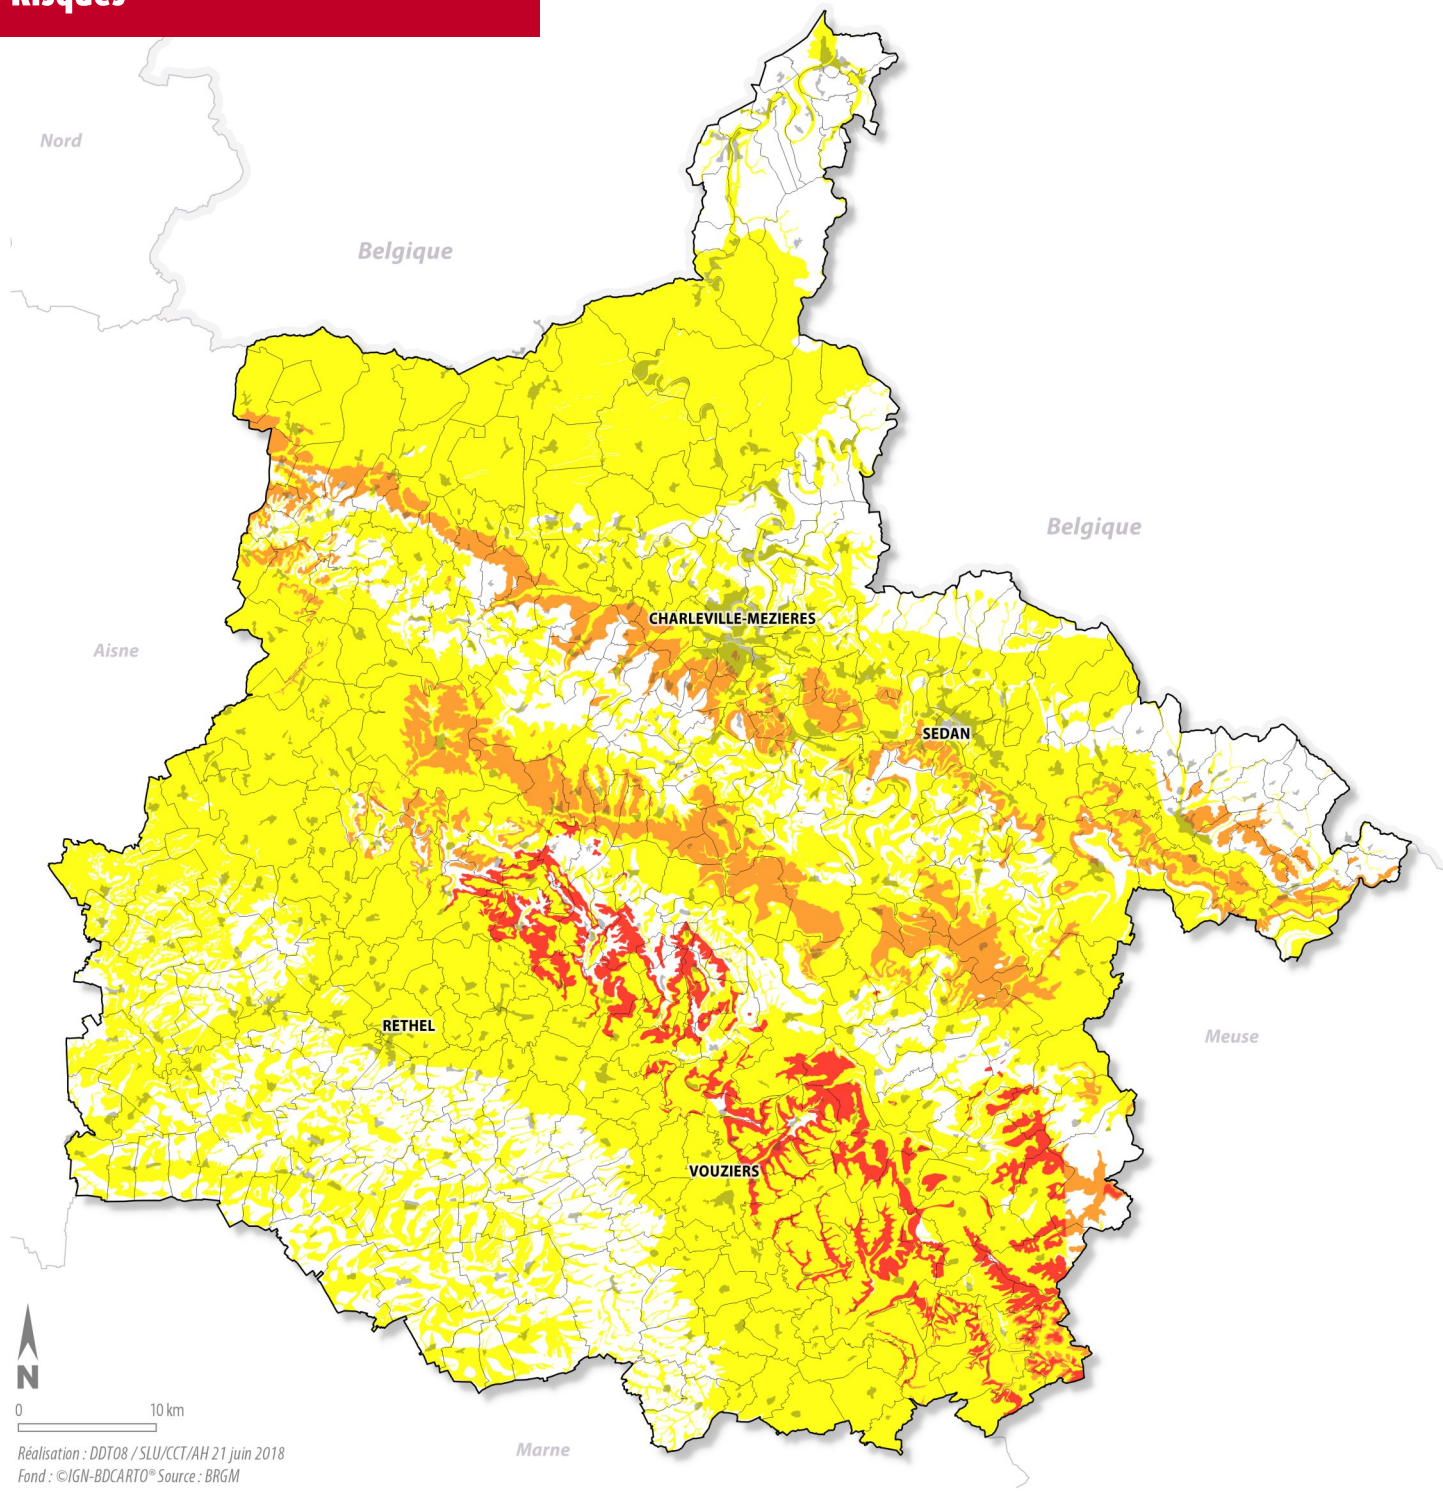 Risques
Nord
Belgique
Belgique
CHARLEVILLE-MEZIERES
Aisne
SEDAN
RETHEL
Meuse
VOUZIERS
N
0 10 km
Marne
Réalisation : DDT08 / SLU/CCT/AH 21 juin 2018
Fond : ©IGN-BDCARTO® Source : BRGM